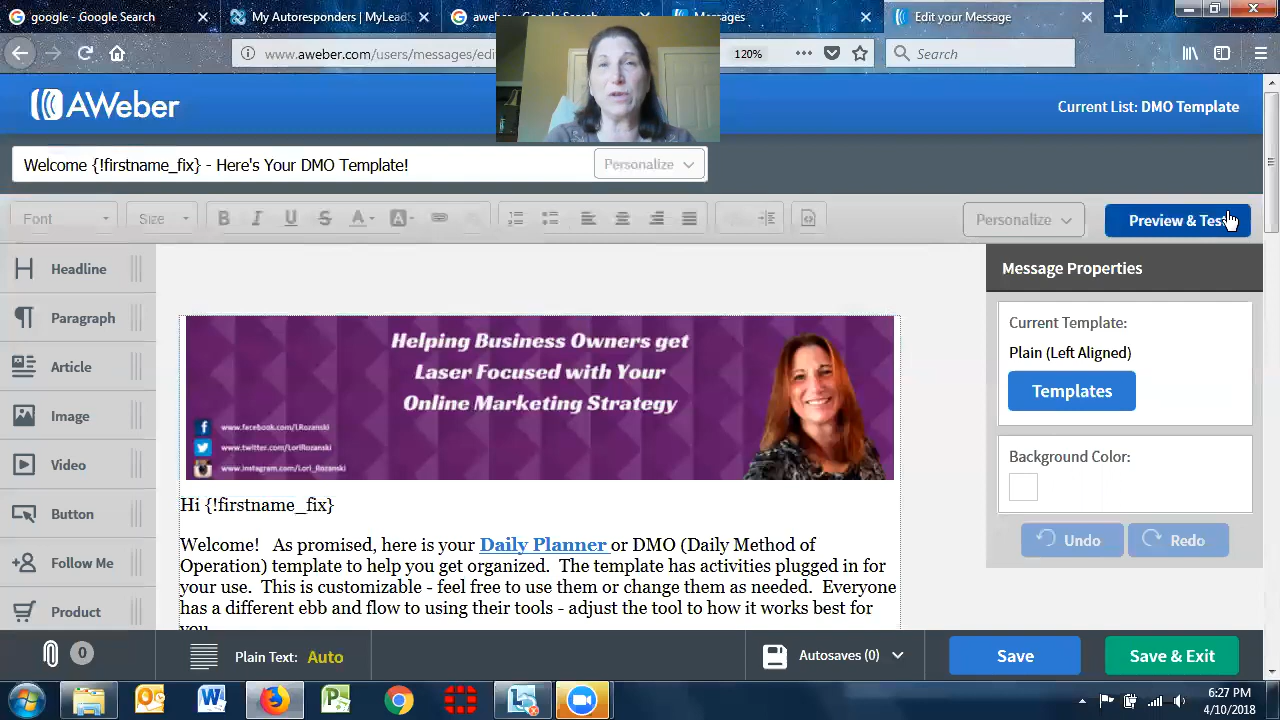 google - Google Search
My Autoresponders | MyLead
aweber - Google Search
Messages
Edit your Message
www.aweber.com/users/messages/edi
120%
Search
AWeber
Current List: DMO Template
Welcome {!firstname_fix} - Here's Your DMO Template!
Personalize
Font
Size
B
I
U
S
A
A
Personalize
Preview & Test
Headline
Paragraph
Article
Image
Video
Button
Follow Me
Product
Helping Business Owners get
Laser Focused with Your
Online Marketing Strategy
www.facebook.com/LRozanski
www.twitter.com/LoriRozanski
www.instagram.com/Lori_Rozanski
Hi {!firstname_fix}
Welcome!   As promised, here is your Daily Planner or DMO (Daily Method of
Operation) template to help you get organized.  The template has activities plugged in for
your use.  This is customizable - feel free to use them or change them as needed.  Everyone
has a different ebb and flow to using their tools - adjust the tool to how it works best for
you
Message Properties
Current Template:
Plain (Left Aligned)
Templates
Background Color:
Undo
Redo
0
Plain Text: Auto
Autosaves (0)
Save
Save & Exit
6:27 PM
4/10/2018